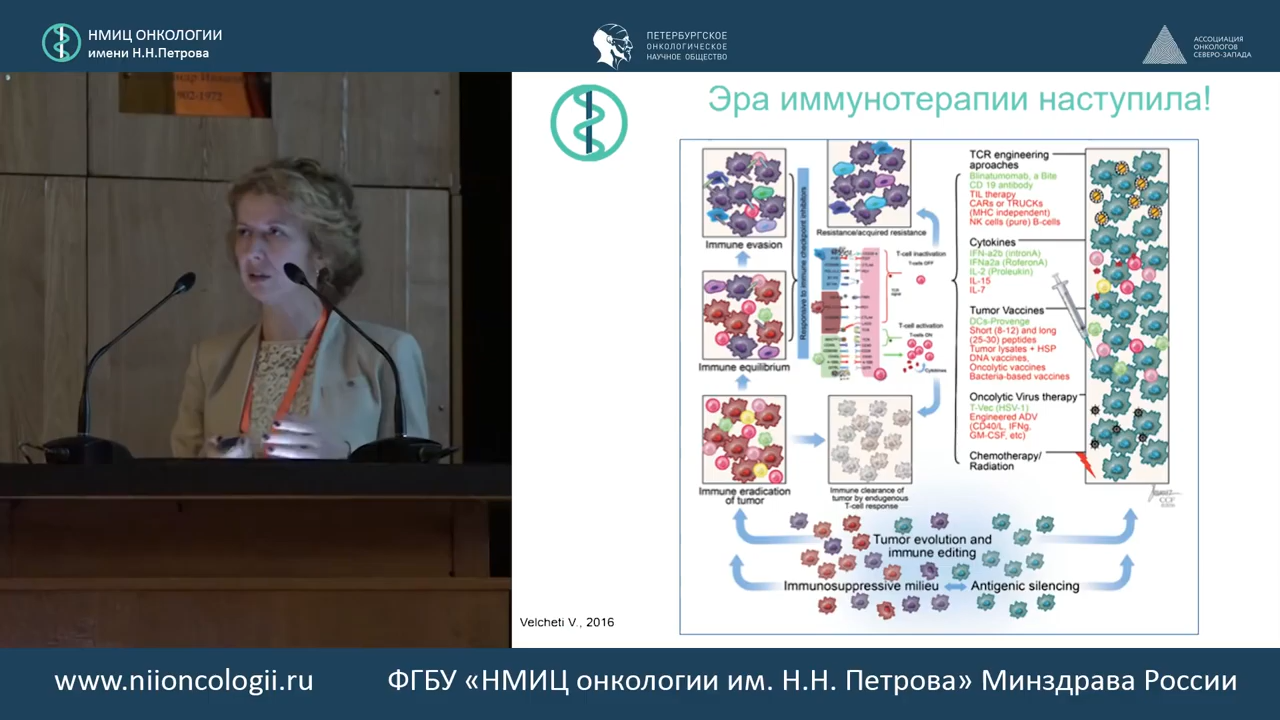 НМИЦ ОНКОЛОГИИ
имени Н.Н.Петрова
ПЕТЕРБУРГСКОЕ
ОНКОЛОГИЧЕСКОЕ
НАУЧНОЕ ОБЩЕСТВО
АССОЦИАЦИЯ
ОНКОЛОГОВ
СЕВЕРО-ЗАПАДА
Эра иммунотерапии наступила!
Immune evasion
Immune equilibrium
Immune eradication
of tumor
Responsive to immune checkpoint inhibitors
Resistance/acquired resistance
T-cell inactivation
T-cells OFF
T-cell activation
T-cells ON
Cytokines
Immune clearance of
tumor by endogenous
T-cell response
TCR engineering
aproaches
Blinatumomab, a Bite
CD 19 antibody
TIL therapy
CARs or TRUCKs
(MHC independent)
NK cells (pure) B-cells
Cytokines
IFN-a2b (intronA)
IFNa2a (RoferonA)
IL-2 (Proleukin)
IL-15
IL-7
Tumor Vaccines
DCs-Provenge
Short (8-12) and long
(25-30) peptides
Tumor lysates + HSP
DNA vaccines,
Oncolytic vaccines
Bacteria-based vaccines
Oncolytic Virus therapy
T-Vec (HSV-1)
Engineered ADV
(CD40/L, IFNg,
GM-CSF, etc)
Chemotherapy/
Radiation
Tumor evolution and
immune editing
Immunosuppressive milieu
Antigenic silencing
Velcheti V., 2016
www.niioncologii.ru
ФГБУ «НМИЦ онкологии им. Н.Н. Петрова» Минздрава России